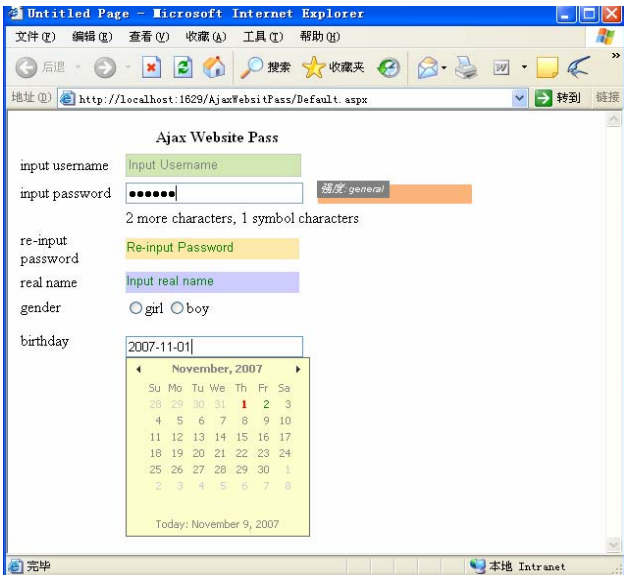 Untitled Page - Microsoft Internet Explorer
文件(F) 编辑(E) 查看(V) 收藏(A) 工具(T) 帮助(H)
后退 搜索 收藏夹 »
地址(D) http://localhost:1629/AjaxWebsitPass/Default.aspx 转到 链接
Ajax Website Pass
input username Input Username
input password ●●●●●● 强度: general
2 more characters, 1 symbol characters
re-input
password Re-input Password
real name Input real name
gender girl boy
birthday 2007-11-01
November, 2007
Su Mo Tu We Th Fr Sa
28 29 30 31 1 2 3
4 5 6 7 8 9 10
11 12 13 14 15 16 17
18 19 20 21 22 23 24
25 26 27 28 29 30 1
2 3 4 5 6 7 8
Today: November 9, 2007
完毕 本地 Intranet